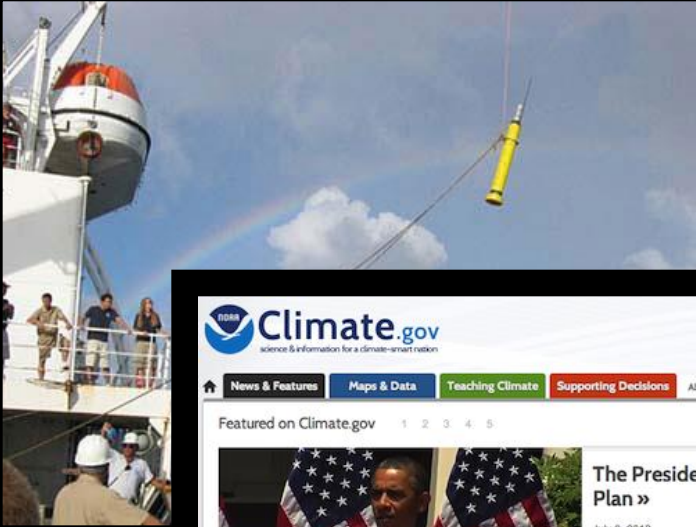 NOAA
Climate.gov
science & information for a climate-smart nation
News & Features
Maps & Data
Teaching Climate
Supporting Decisions
Featured on Climate.gov
1 2 3 4 5
The Preside
Plan »